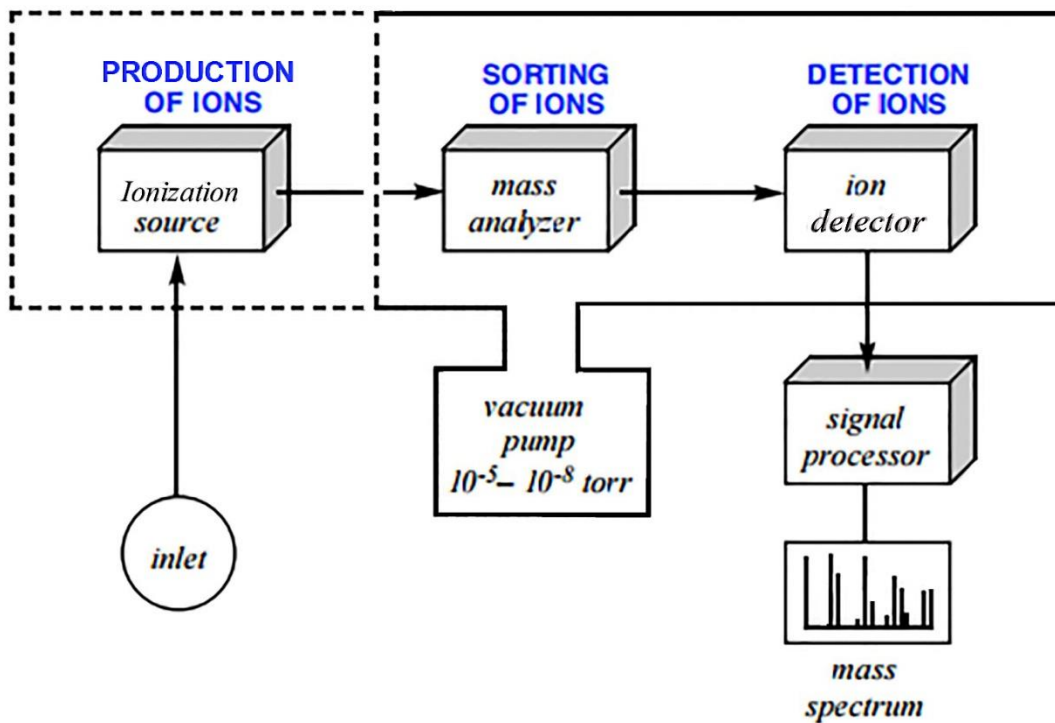 PRODUCTION
OF IONS
SORTING
OF IONS
DETECTION
OF IONS
Ionization
source
mass
analyzer
ion
detector
vacuum
pump
10⁻⁵– 10⁻⁸ torr
signal
processor
inlet
mass
spectrum